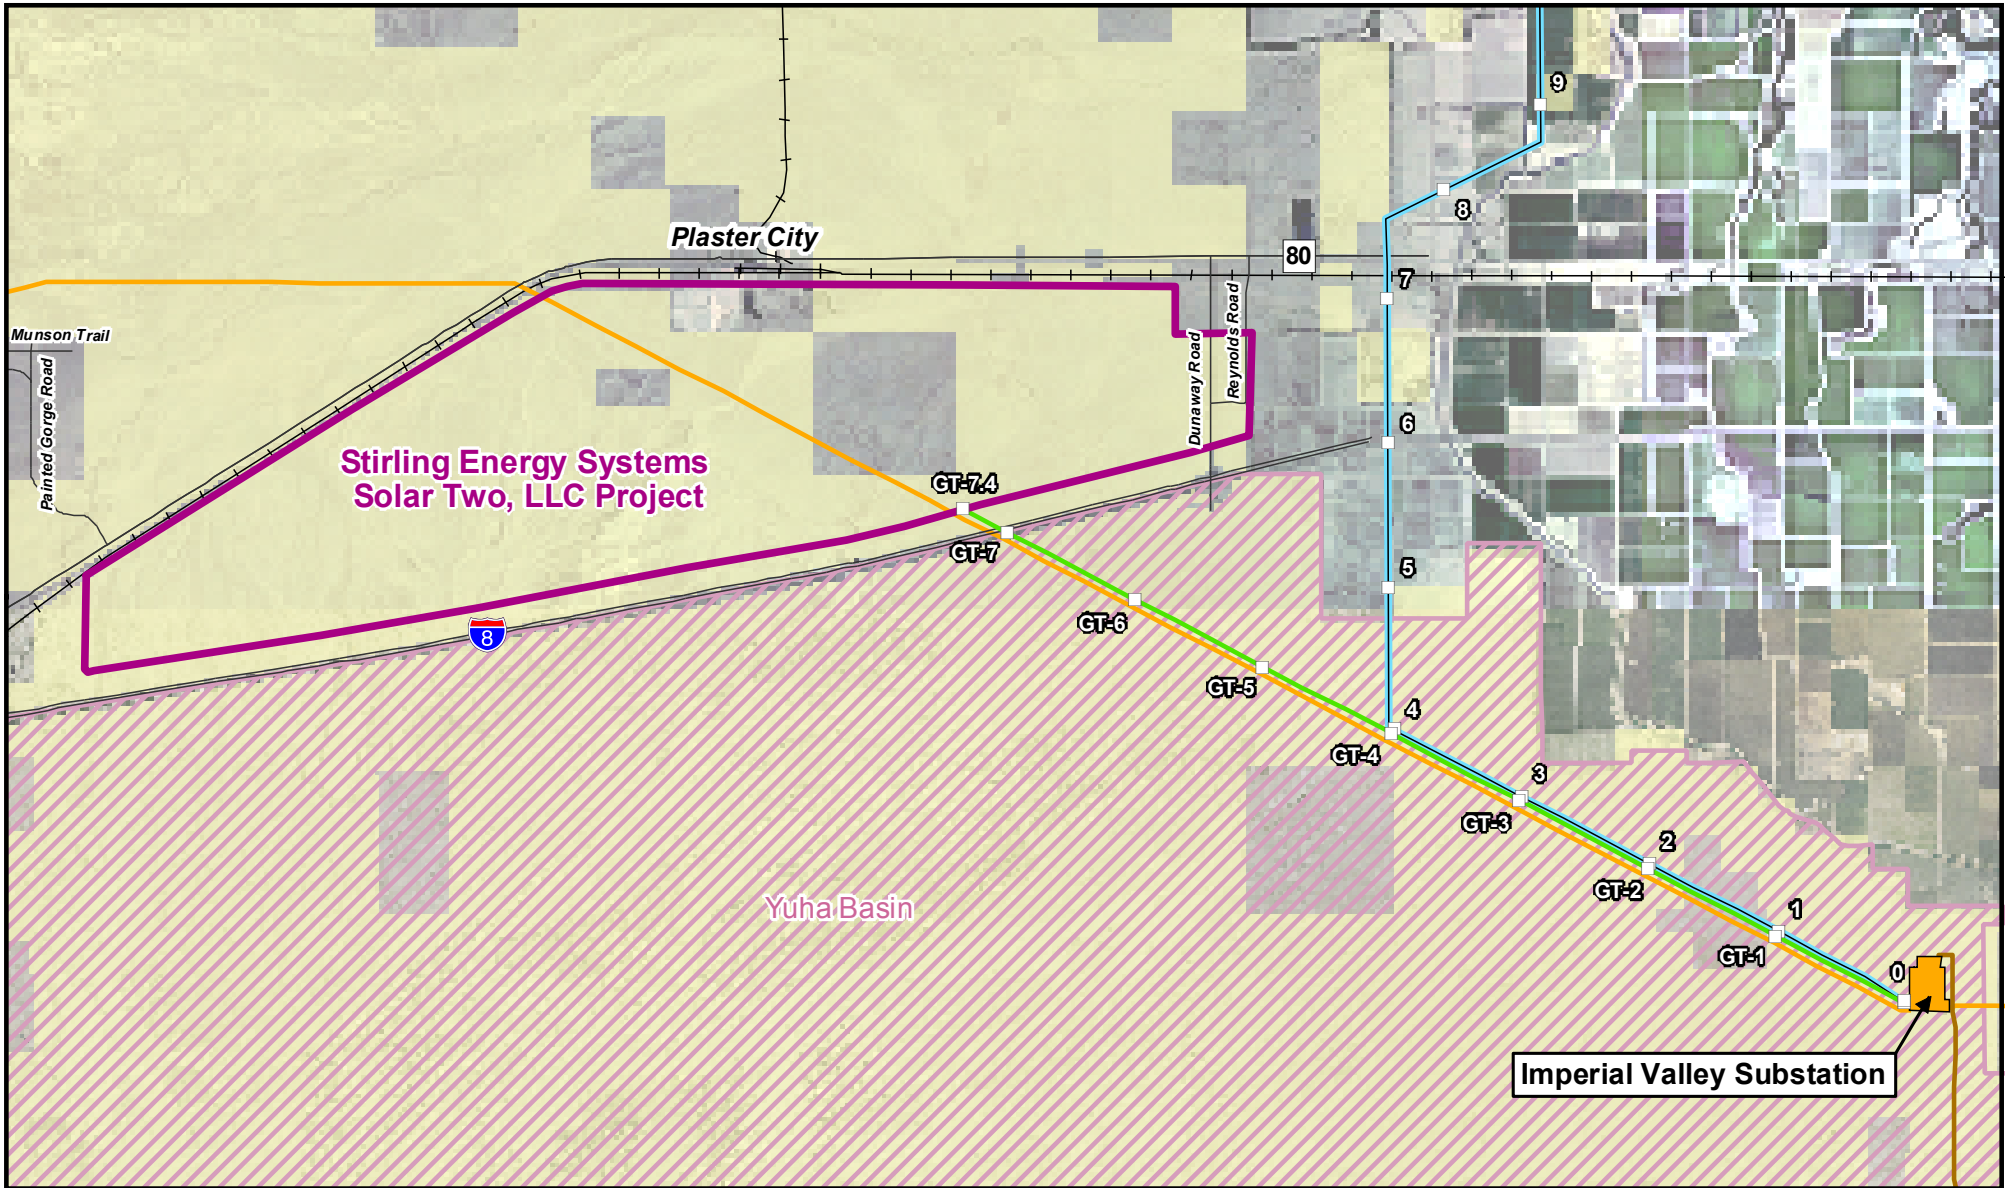 9
8
Plaster City
80
7
Munson Trail
Painted Gorge Road
Reynolds Road
Dunaway Road
6
Stirling Energy Systems
Solar Two, LLC Project
GT-7.4
GT-7
5
GT-6
8
GT-5
4
GT-4
3
GT-3
2
GT-2
Yuha Basin
1
GT-1
0
Imperial Valley Substation